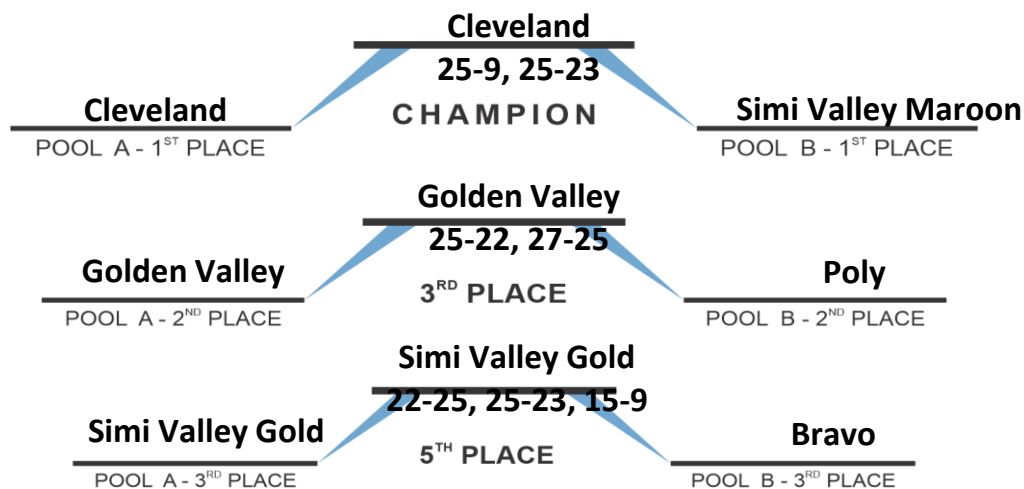 Cleveland
25-9, 25-23
CHAMPION
Cleveland
POOL A - 1ST PLACE
Simi Valley Maroon
POOL B - 1ST PLACE
Golden Valley
25-22, 27-25
3RD PLACE
Golden Valley
POOL A - 2ND PLACE
Poly
POOL B - 2ND PLACE
Simi Valley Gold
22-25, 25-23, 15-9
5TH PLACE
Simi Valley Gold
POOL A - 3RD PLACE
Bravo
POOL B - 3RD PLACE